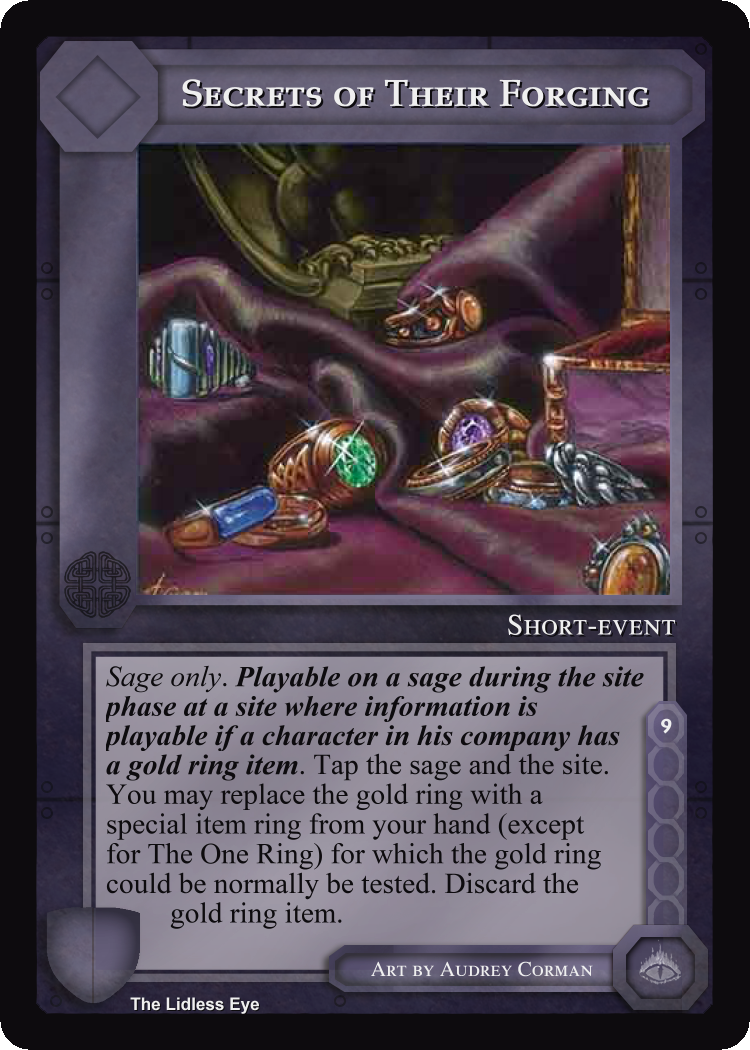 Secrets of Their Forging
Short-event
Sage only. Playable on a sage during the site
phase at a site where information is
playable if a character in his company has
a gold ring item. Tap the sage and the site.
You may replace the gold ring with a
special item ring from your hand (except
for The One Ring) for which the gold ring
could be normally be tested. Discard the
gold ring item.
9
Art by Audrey Corman
The Lidless Eye